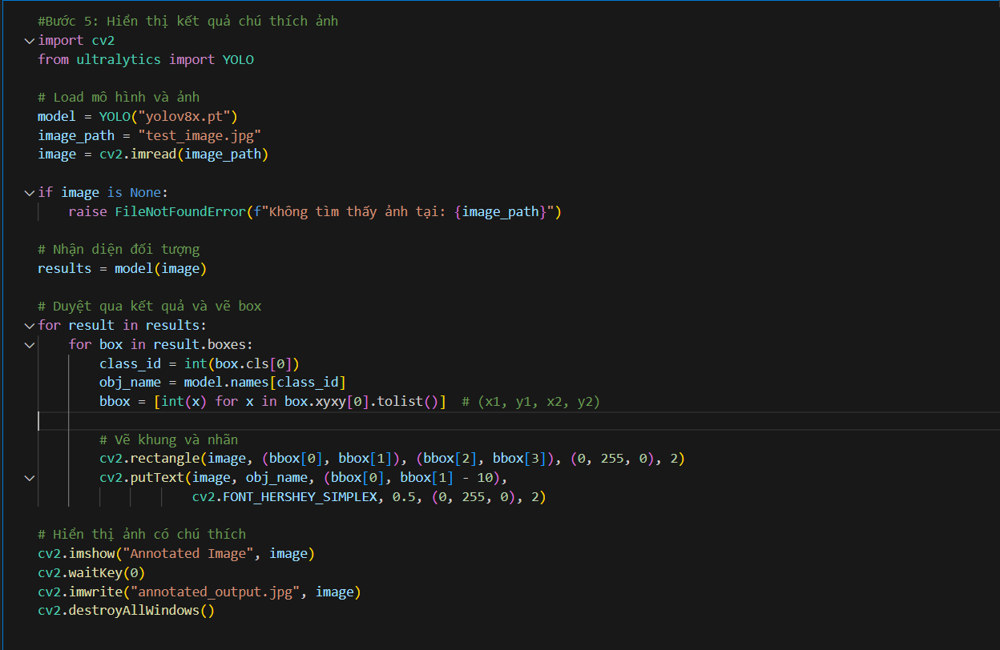 #Bước 5: Hiển thị kết quả chú thích ảnh
import cv2
from ultralytics import YOLO
# Load mô hình và ảnh
model = YOLO("yolov8x.pt")
image_path = "test_image.jpg"
image = cv2.imread(image_path)
if image is None:
    raise FileNotFoundError(f"Không tìm thấy ảnh tại: {image_path}")
# Nhận diện đối tượng
results = model(image)
# Duyệt qua kết quả và vẽ box
for result in results:
    for box in result.boxes:
        class_id = int(box.cls[0])
        obj_name = model.names[class_id]
        bbox = [int(x) for x in box.xyxy[0].tolist()]  # (x1, y1, x2, y2)
        # Vẽ khung và nhãn
        cv2.rectangle(image, (bbox[0], bbox[1]), (bbox[2], bbox[3]), (0, 255, 0), 2)
        cv2.putText(image, obj_name, (bbox[0], bbox[1] - 10),
                    cv2.FONT_HERSHEY_SIMPLEX, 0.5, (0, 255, 0), 2)
# Hiển thị ảnh có chú thích
cv2.imshow("Annotated Image", image)
cv2.waitKey(0)
cv2.imwrite("annotated_output.jpg", image)
cv2.destroyAllWindows()